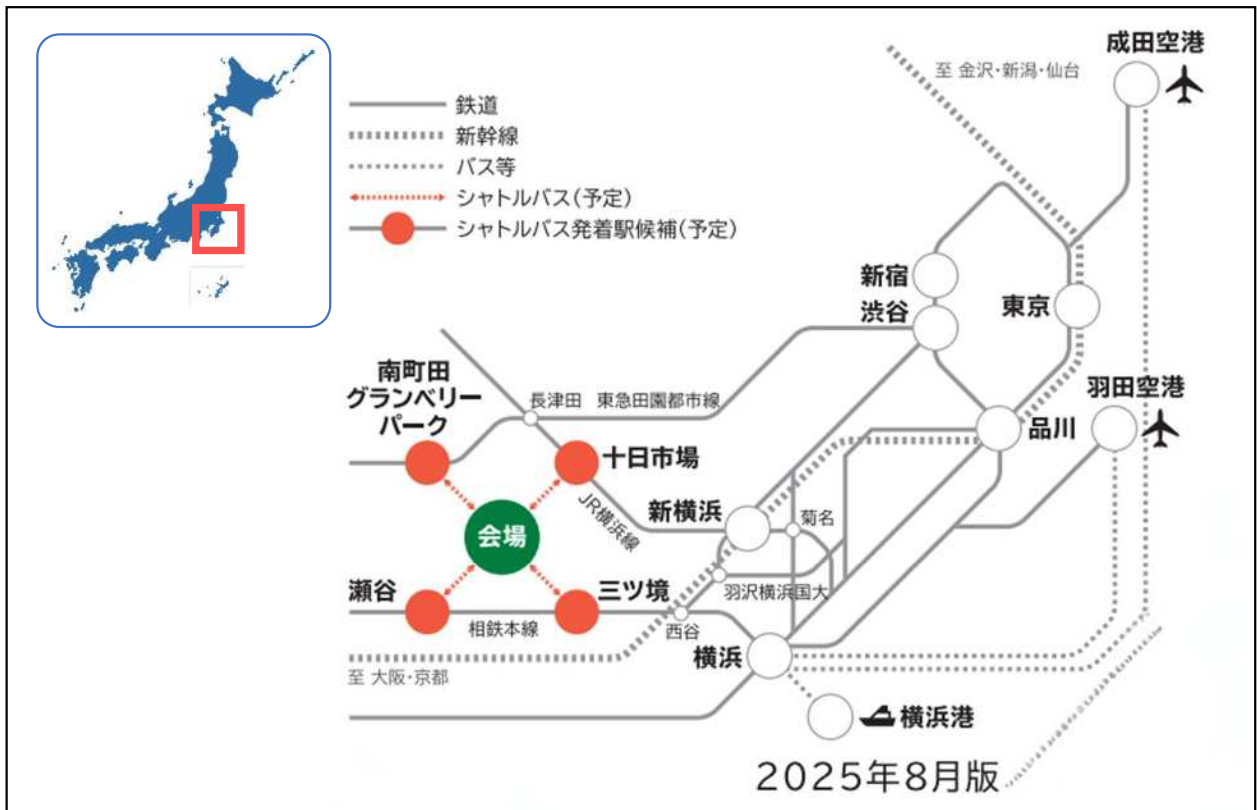 成田空港
至 金沢・新潟・仙台
鉄道
新幹線
バス等
シャトルバス(予定)
シャトルバス発着駅候補(予定)
新宿
渋谷
東京
南町田
グランベリー
パーク
長津田 東急田園都市線
羽田空港
品川
十日市場
JR横浜線
新横浜
菊名
会場
瀬谷
三ツ境
羽沢横浜国大
相鉄本線
西谷
横浜
至 大阪・京都
横浜港
2025年8月版